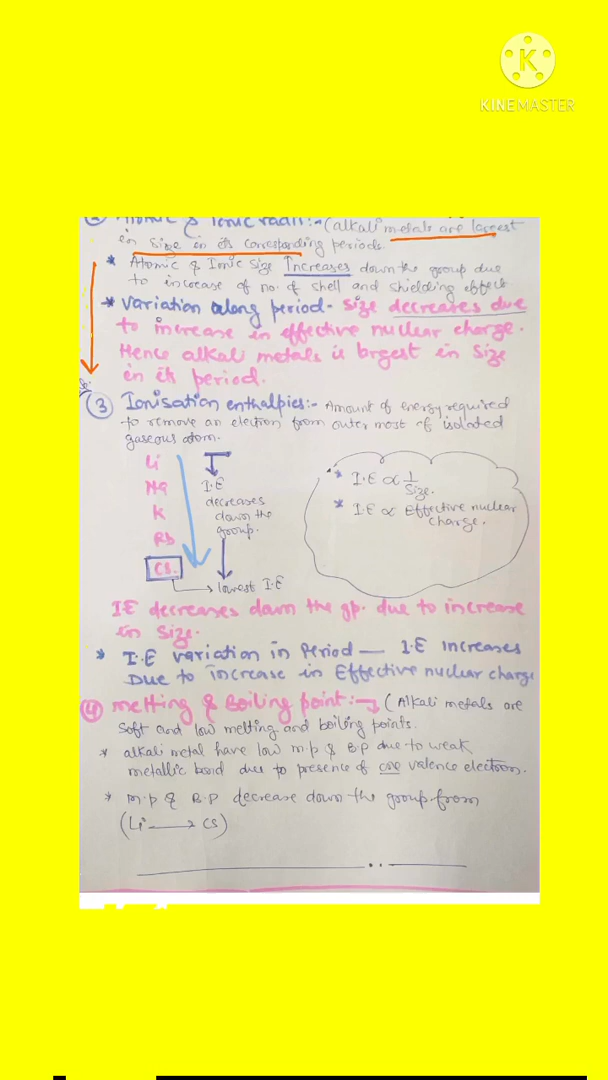 KINEMASTER
Atomic & Ionic radii:- (alkali metals are largest
in size in its corresponding periods.
* Atomic & Ionic Size Increases down the group due
to increase of no. of shell and shielding effect
* Variation along period - Size decreases due
to increase in effective nuclear charge.
Hence alkali metals is largest in size
in its period.
③ Ionisation enthalpies:- Amount of energy required
to remove an electron from outer most of isolated
gaseous atom.
Li
Na
K
Rb
Cs.
I.E
decreases
down the
group.
lowest I.E
* I.E ∝ 1/Size.
* I.E ∝ Effective nuclear
charge.
I.E decreases down the gp. due to increase
in Size.
* I.E variation in Period — I.E increases
Due to increase in Effective nuclear charge
④ Melting & Boiling point:→ (Alkali metals are
soft and low melting and boiling points.
* alkali metal have low m.p & B.P due to weak
metallic bond due to presence of one valence electron.
* m.p & B.P decrease down the group from
(Li → Cs)